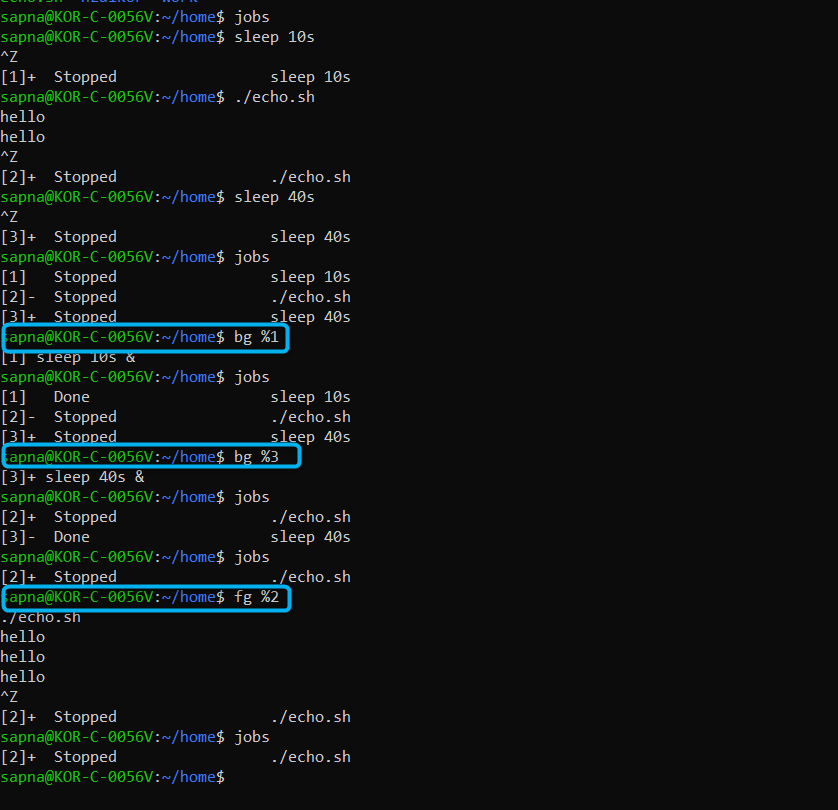 sapna@KOR-C-0056V:~/home$ jobs
sapna@KOR-C-0056V:~/home$ sleep 10s
^Z
[1]+  Stopped                 sleep 10s
sapna@KOR-C-0056V:~/home$ ./echo.sh
hello
hello
^Z
[2]+  Stopped                 ./echo.sh
sapna@KOR-C-0056V:~/home$ sleep 40s
^Z
[3]+  Stopped                 sleep 40s
sapna@KOR-C-0056V:~/home$ jobs
[1]   Stopped                 sleep 10s
[2]-  Stopped                 ./echo.sh
[3]+  Stopped                 sleep 40s
sapna@KOR-C-0056V:~/home$ bg %1
[1] sleep 10s &
sapna@KOR-C-0056V:~/home$ jobs
[1]   Done                    sleep 10s
[2]-  Stopped                 ./echo.sh
[3]+  Stopped                 sleep 40s
sapna@KOR-C-0056V:~/home$ bg %3
[3]+ sleep 40s &
sapna@KOR-C-0056V:~/home$ jobs
[2]+  Stopped                 ./echo.sh
[3]-  Done                    sleep 40s
sapna@KOR-C-0056V:~/home$ jobs
[2]+  Stopped                 ./echo.sh
sapna@KOR-C-0056V:~/home$ fg %2
./echo.sh
hello
hello
hello
^Z
[2]+  Stopped                 ./echo.sh
sapna@KOR-C-0056V:~/home$ jobs
[2]+  Stopped                 ./echo.sh
sapna@KOR-C-0056V:~/home$